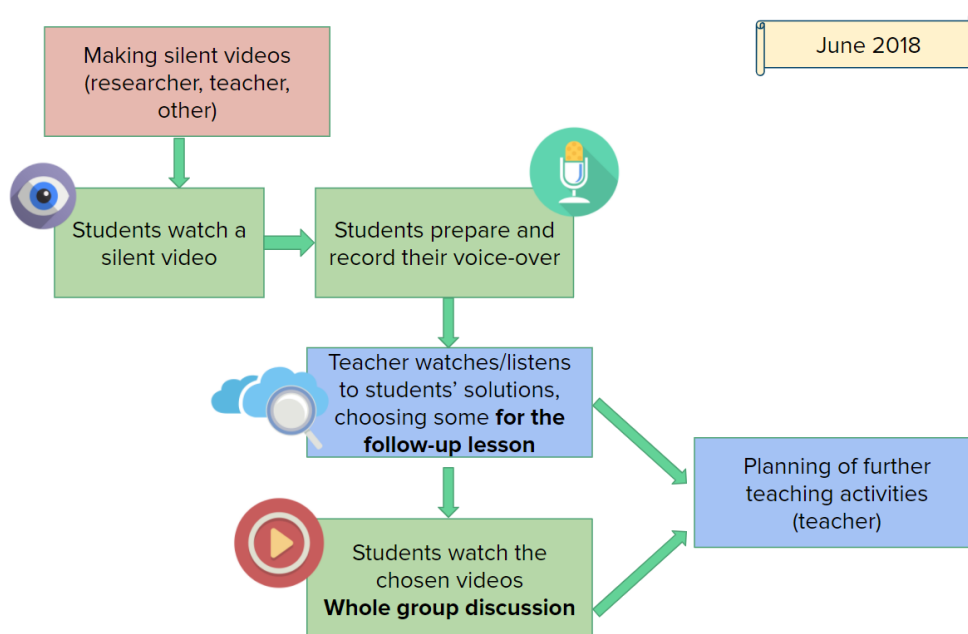 June 2018
Making silent videos
(researcher, teacher,
other)
Students watch a
silent video
Students prepare and
record their voice-over
Teacher watches/listens
to students’ solutions,
choosing some for the
follow-up lesson
Planning of further
teaching activities
(teacher)
Students watch the
chosen videos
Whole group discussion